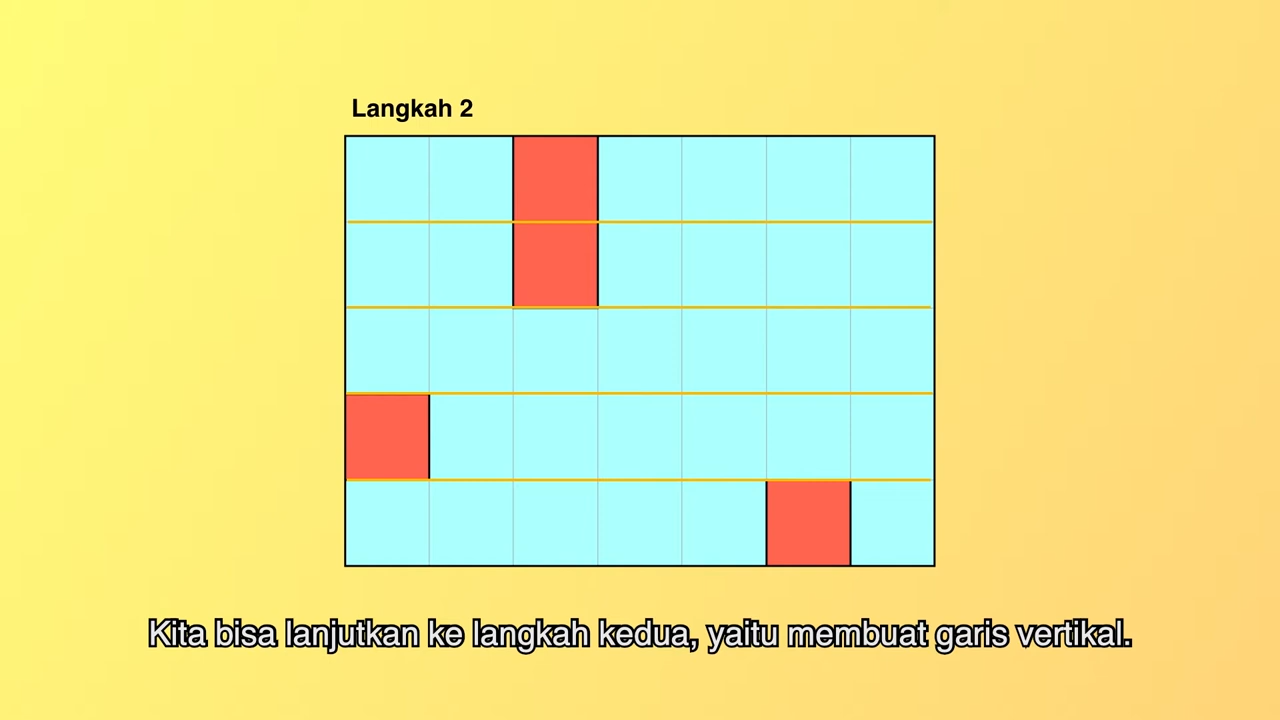 Langkah 2
Kita bisa lanjutkan ke langkah kedua, yaitu membuat garis vertikal.